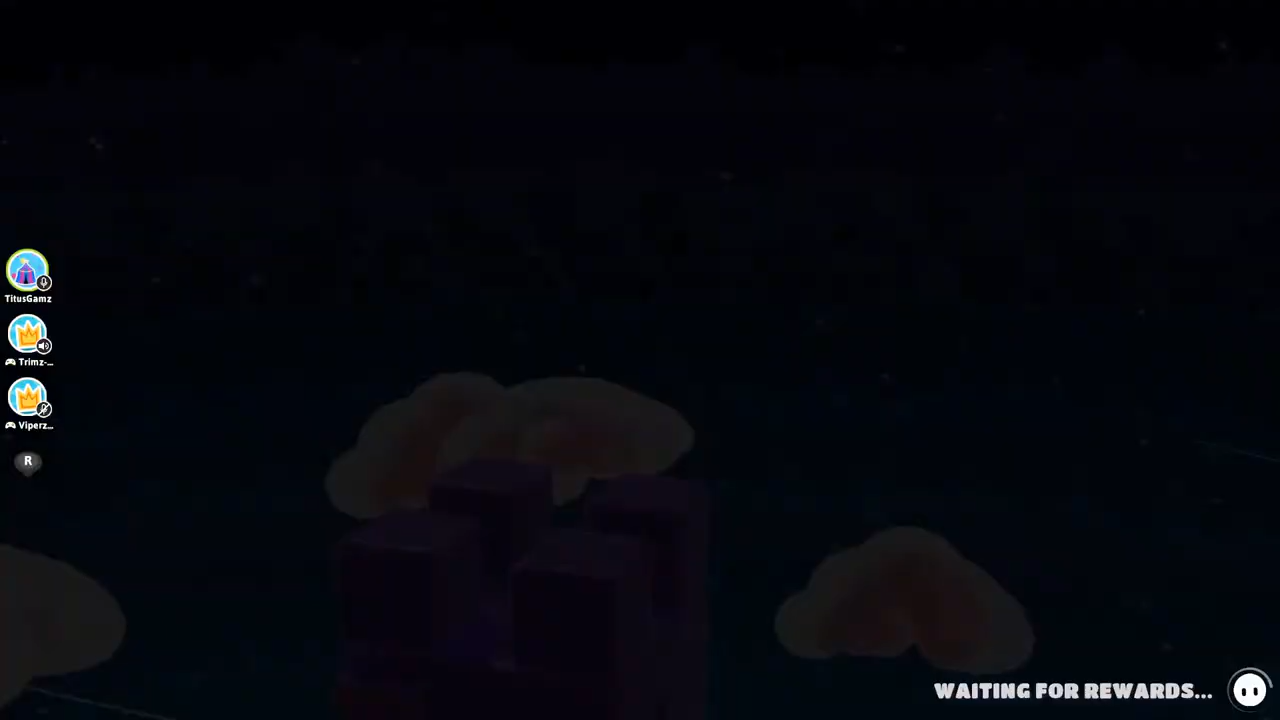 TitusGamz
Trimz-...
Viperz...
R
WAITING FOR REWARDS...